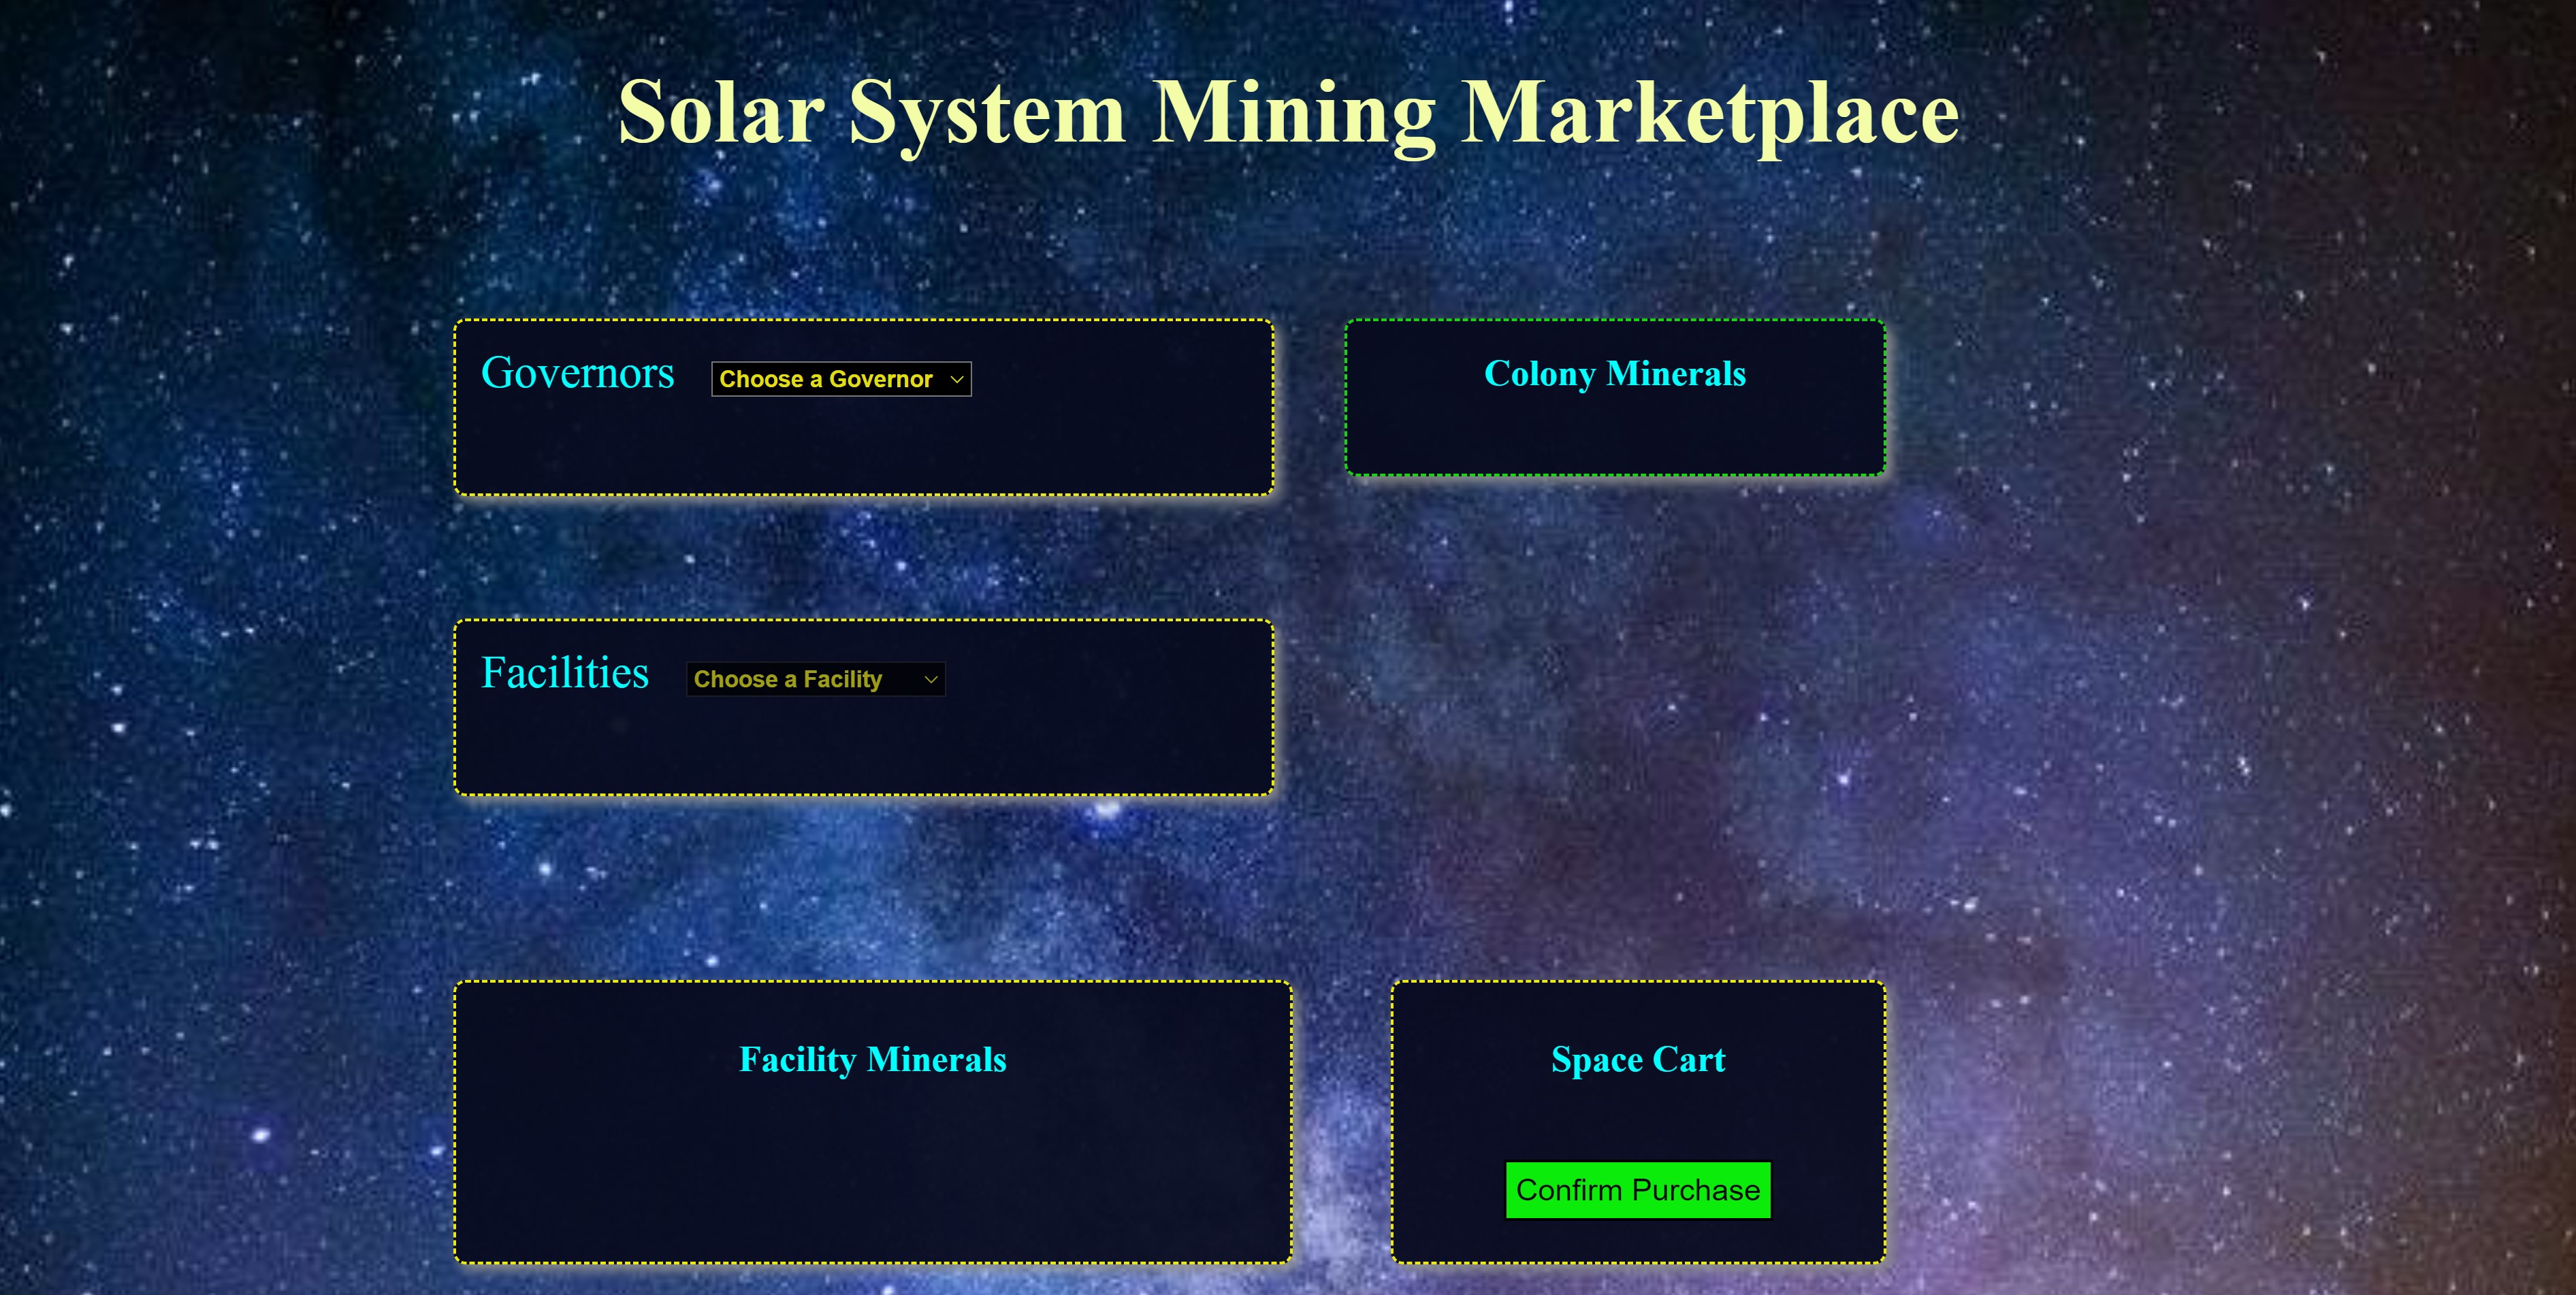 Solar System Mining Marketplace
Governors Choose a Governor
Colony Minerals
Facilities Choose a Facility
Facility Minerals
Space Cart
Confirm Purchase